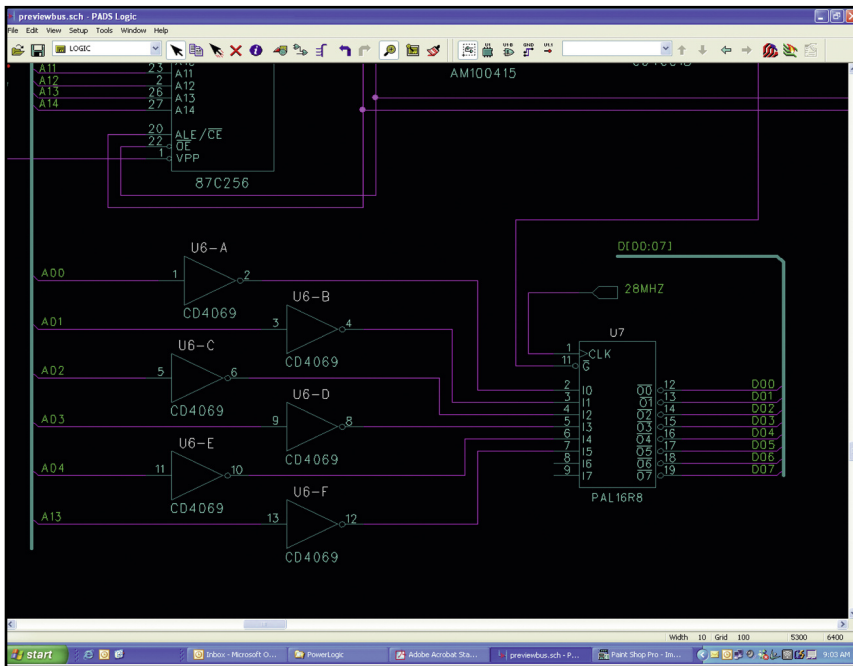 previewbus.sch - PADS Logic
File Edit View Setup Tools Window Help
LOGIC
A11 23 A11
A12 2 A12
A13 26 A13
A14 27 A14
20 ALE/CE
22 OE
1 VPP
87C256
AM100415
D[00:07]
28MHZ
U6-A
A00 1 2
CD4069
U6-B
A01 3 4
CD4069
U6-C
A02 5 6
CD4069
U6-D
A03 9 8
CD4069
U6-E
A04 11 10
CD4069
U6-F
A13 13 12
CD4069
U7
1 CLK
11 G
2 I0 O0 12 D00
3 I1 O1 13 D01
4 I2 O2 14 D02
5 I3 O3 15 D03
6 I4 O4 16 D04
7 I5 O5 17 D05
8 I6 O6 18 D06
9 I7 O7 19 D07
PAL16R8
Width 10 Grid 100 5300 6400
start Inbox - Microsoft O... PowerLogic Adobe Acrobat Sta... previewbus.sch - P... Paint Shop Pro - Im... 9:03 AM